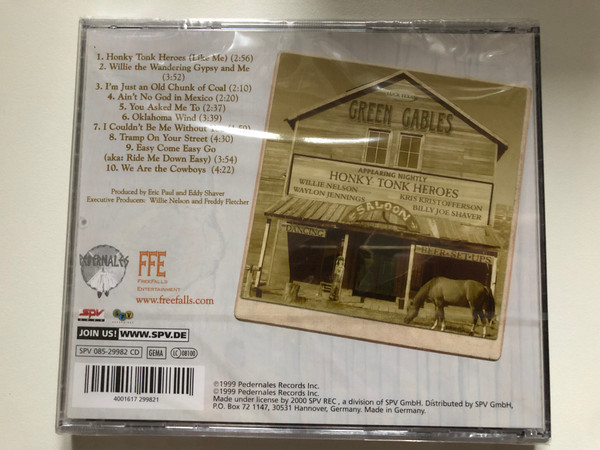 1. Honky Tonk Heroes (Like Me) (2:56)
2. Willie the Wandering Gypsy and Me
(3:52)
3. I'm Just an Old Chunk of Coal (2:10)
4. Ain't No God in Mexico (2:20)
5. You Asked Me To (2:37)
6. Oklahoma Wind (3:39)
7. I Couldn't Be Me Without
8. Tramp On Your Street (4:30)
9. Easy Come Easy Go
(aka: Ride Me Down Easy) (3:54)
10. We Are the Cowboys (4:22)
Produced by Eric Paul and Eddy Shaver
Executive Producers: Willie Nelson and Freddy Fletcher
GREEN GABLES
APPEARING NIGHTLY
HONKY TONK HEROES
WILLIE NELSON KRIS KRISTOFFERSON
WAYLON JENNINGS BILLY JOE SHAVER
SALOON
DANCING
BEER & SET-UPS
PEDERNALES
FFE
FREEFALLS
ENTERTAINMENT
www.freefalls.com
SPV
SPV
JOIN US! WWW.SPV.DE
SPV 085-29982 CD GEMA LC 08100
4001617 299821
℗1999 Pedernales Records Inc.
©1999 Pedernales Records Inc.
Made under license by 2000 SPV REC , a division of SPV GmbH. Distributed by SPV GmbH,
P.O. Box 72 1147, 30531 Hannover, Germany. Made in Germany.